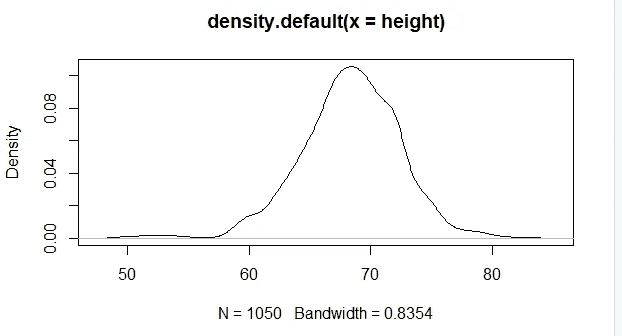 density.default(x = height)
Density
0.00
0.04
0.08
50 60 70 80
N = 1050 Bandwidth = 0.8354